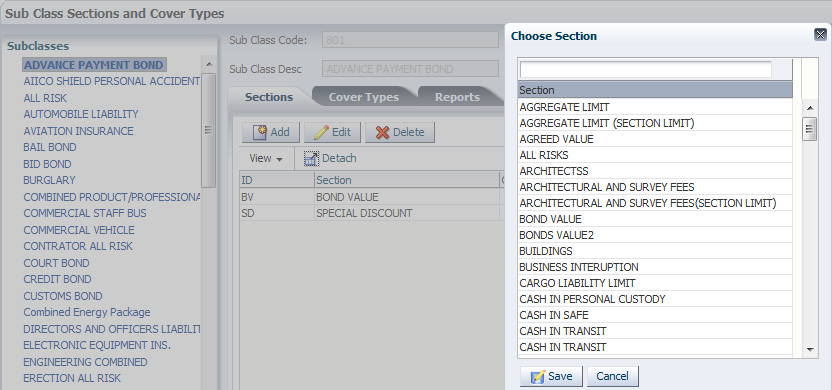 Sub Class Sections and Cover Types
Subclasses
ADVANCE PAYMENT BOND
AIICO SHIELD PERSONAL ACCIDENT
ALL RISK
AUTOMOBILE LIABILITY
AVIATION INSURANCE
BAIL BOND
BID BOND
BURGLARY
COMBINED PRODUCT/PROFESSIONA
COMMERCIAL STAFF BUS
COMMERCIAL VEHICLE
CONTRATOR ALL RISK
COURT BOND
CREDIT BOND
CUSTOMS BOND
Combined Energy Package
DIRECTORS AND OFFICERS LIABILIT
ELECTRONIC EQUIPMENT INS.
ENGINEERING COMBINED
ERECTION ALL RISK
Sub Class Code: 801
Sub Class Desc ADVANCE PAYMENT BOND
Sections Cover Types Reports
Add Edit Delete
View Detach
ID Section
BV BOND VALUE
SD SPECIAL DISCOUNT
Choose Section
Section
AGGREGATE LIMIT
AGGREGATE LIMIT (SECTION LIMIT)
AGREED VALUE
ALL RISKS
ARCHITECTSS
ARCHITECTURAL AND SURVEY FEES
ARCHITECTURAL AND SURVEY FEES(SECTION LIMIT)
BOND VALUE
BONDS VALUE2
BUILDINGS
BUSINESS INTERUPTION
CARGO LIABILITY LIMIT
CASH IN PERSONAL CUSTODY
CASH IN SAFE
CASH IN TRANSIT
CASH IN TRANSIT
Save Cancel